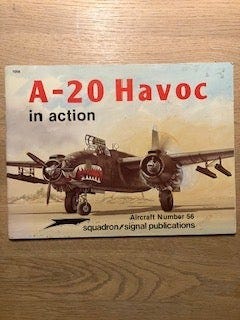 1056
A-20 Havoc
in action
Aircraft Number 56
squadron/signal publications